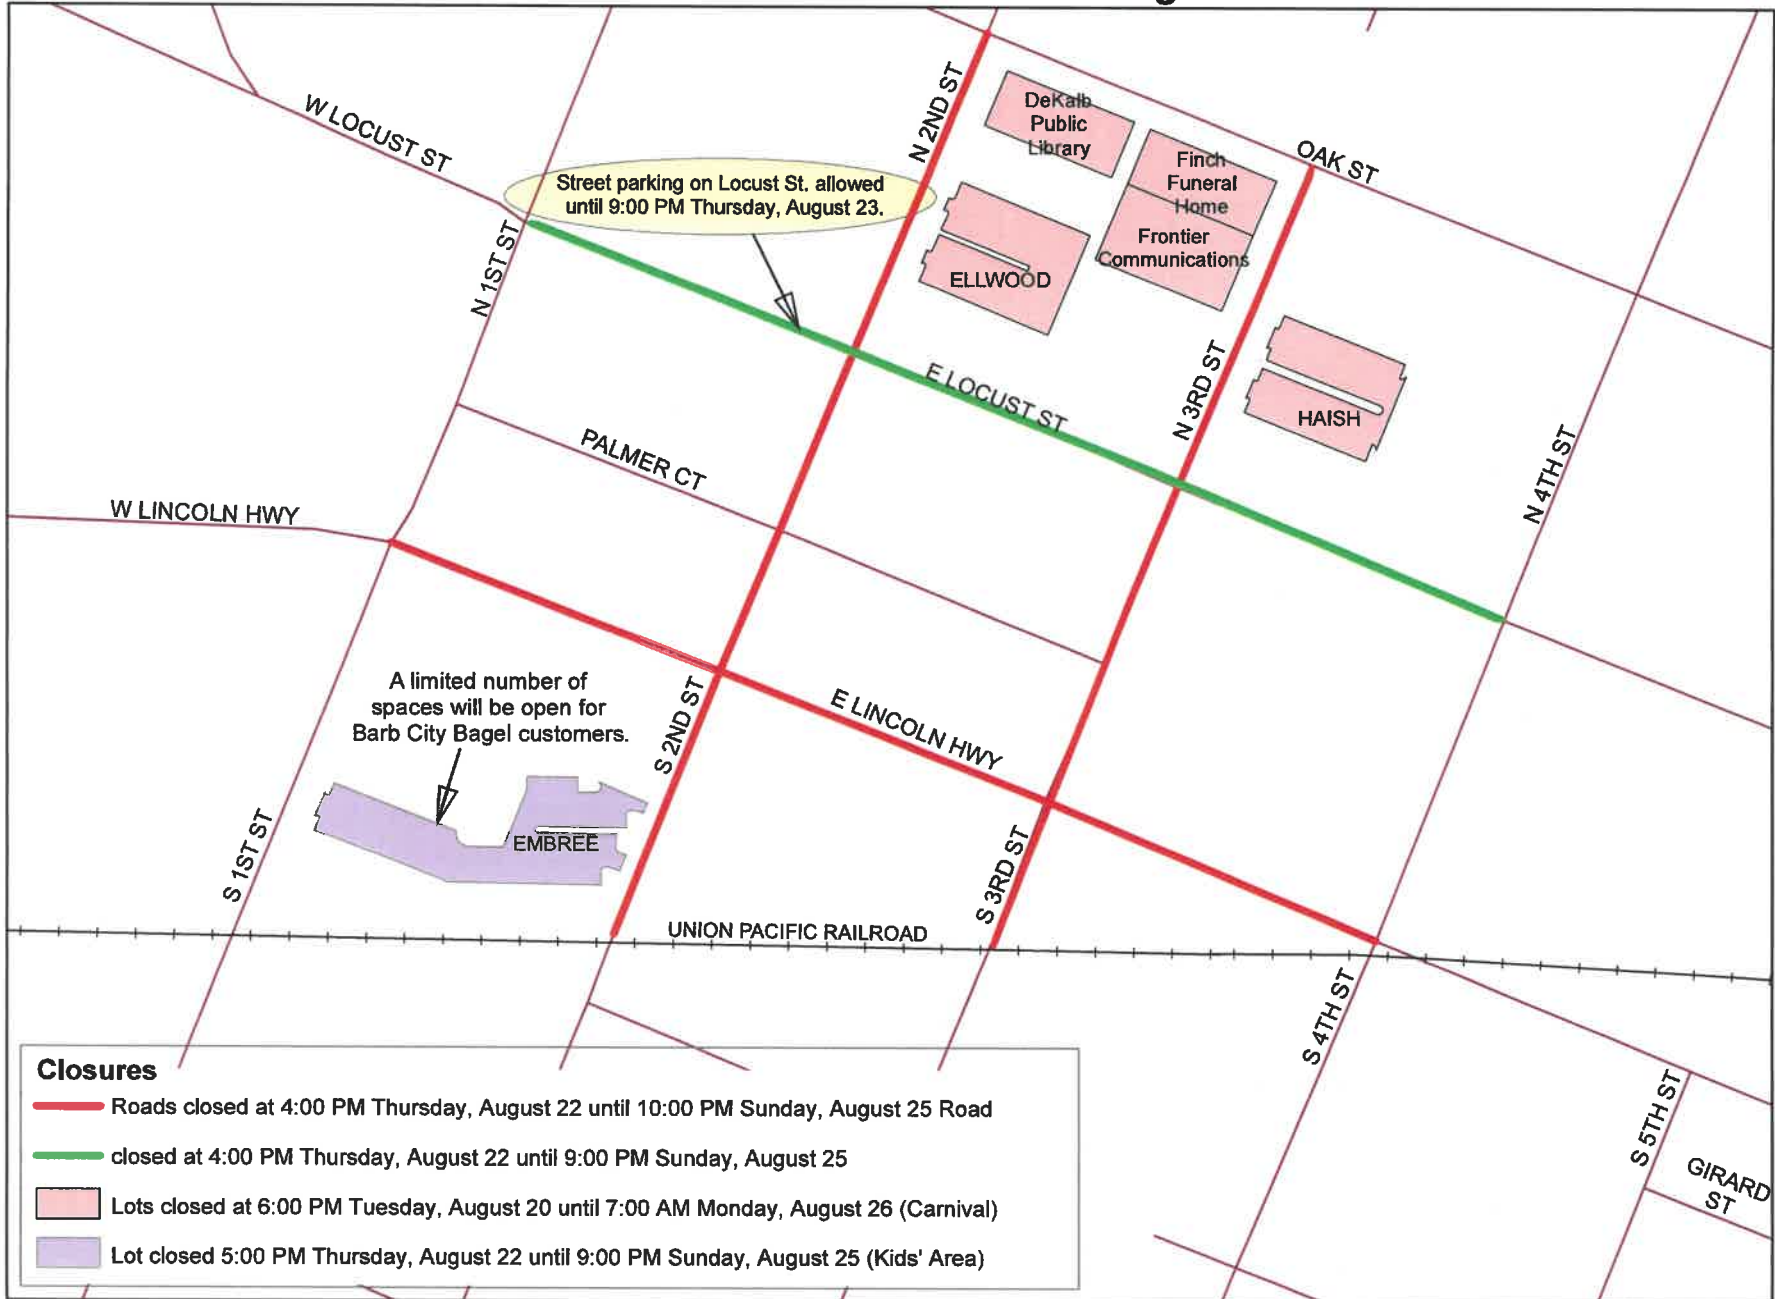 W LOCUST ST
N 2ND ST
DeKalb
Public
Library
Finch
Funeral
Home
OAK ST
Street parking on Locust St. allowed
until 9:00 PM Thursday, August 23.
N 1ST ST
Frontier
Communications
ELLWOOD
E LOCUST ST
N 3RD ST
HAISH
N 4TH ST
PALMER CT
W LINCOLN HWY
A limited number of
spaces will be open for
Barb City Bagel customers.
S 2ND ST
E LINCOLN HWY
EMBREE
S 1ST ST
S 3RD ST
UNION PACIFIC RAILROAD
S 4TH ST
S 5TH ST
GIRARD
ST
Closures
Roads closed at 4:00 PM Thursday, August 22 until 10:00 PM Sunday, August 25 Road
closed at 4:00 PM Thursday, August 22 until 9:00 PM Sunday, August 25
Lots closed at 6:00 PM Tuesday, August 20 until 7:00 AM Monday, August 26 (Carnival)
Lot closed 5:00 PM Thursday, August 22 until 9:00 PM Sunday, August 25 (Kids' Area)